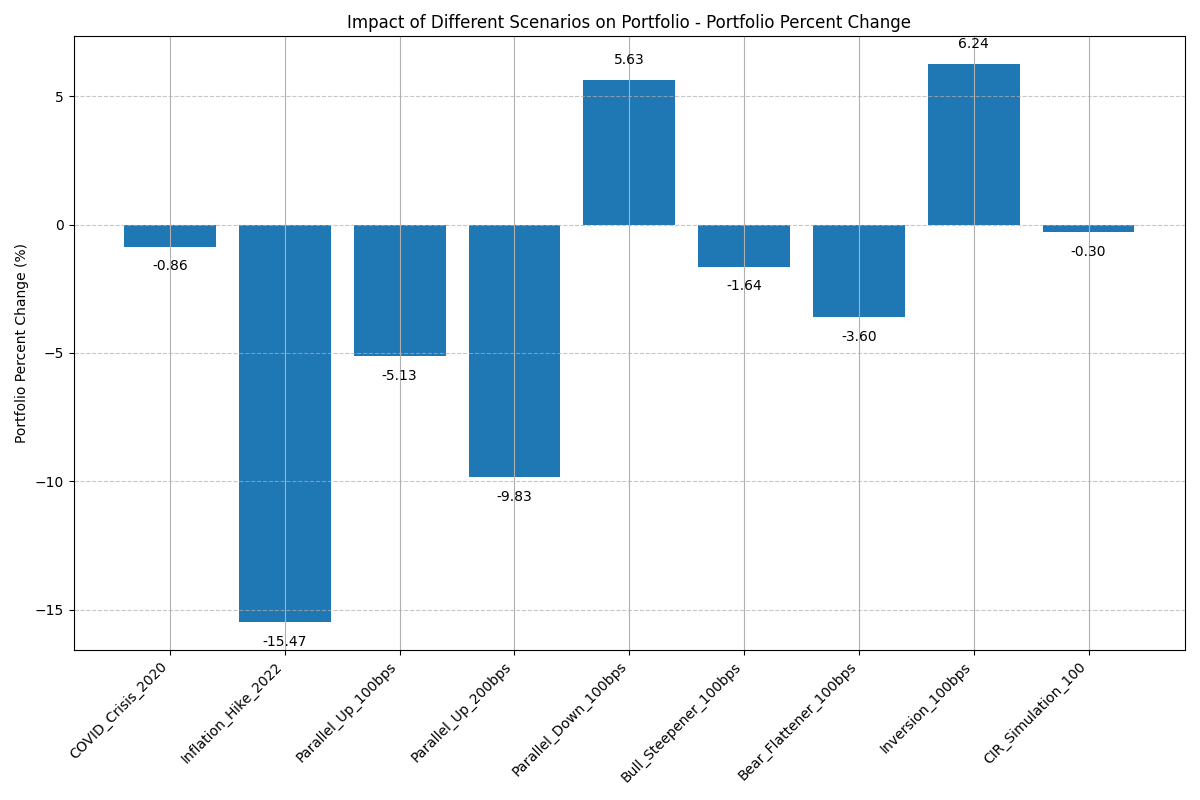 Impact of Different Scenarios on Portfolio - Portfolio Percent Change
Portfolio Percent Change (%)
5
0
−5
−10
−15
-0.86
-15.47
-5.13
-9.83
5.63
-1.64
-3.60
6.24
-0.30
COVID_Crisis_2020
Inflation_Hike_2022
Parallel_Up_100bps
Parallel_Up_200bps
Parallel_Down_100bps
Bull_Steepener_100bps
Bear_Flattener_100bps
Inversion_100bps
CIR_Simulation_100